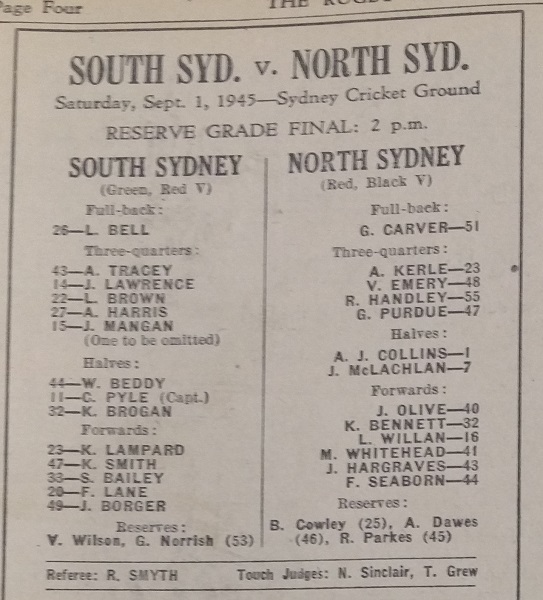 Page Four
THE
SOUTH SYD. v. NORTH SYD.
Saturday, Sept. 1, 1945—Sydney Cricket Ground
RESERVE GRADE FINAL: 2 p.m.
SOUTH SYDNEY
(Green, Red V)
Full-back:
26—L. BELL
Three-quarters:
43—A. TRACEY
14—J. LAWRENCE
22—L. BROWN
27—A. HARRIS
15—J. MANGAN
(One to be omitted)
Halves:
44—W. BEDDY
11—C. PYLE (Capt.)
32—K. BROGAN
Forwards:
23—K. LAMPARD
47—K. SMITH
33—S. BAILEY
20—F. LANE
49—J. BORGER
Reserves:
V. Wilson, G. Norrish (53)
NORTH SYDNEY
(Red, Black V)
Full-back:
G. CARVER—51
Three-quarters:
A. KERLE—23
V. EMERY—48
R. HANDLEY—55
G. PURDUE—47
Halves:
A. J. COLLINS—1
J. McLACHLAN—7
Forwards:
J. OLIVE—40
K. BENNETT—32
L. WILLAN—16
M. WHITEHEAD—41
J. HARGRAVES—43
F. SEABORN—44
Reserves:
B. Cowley (25), A. Dawes
(46), R. Parkes (45)
Referee: R. SMYTH
Touch Judges: N. Sinclair, T. Grew